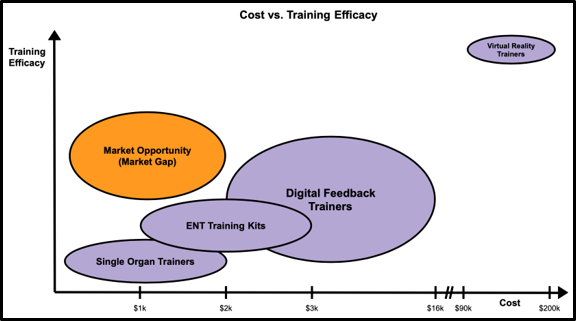 Cost vs. Training Efficacy
Training
Efficacy
Virtual Reality
Trainers
Market Opportunity
(Market Gap)
Digital Feedback
Trainers
ENT Training Kits
Single Organ Trainers
$1k
$2k
$3k
$16k
$90k
Cost
$200k